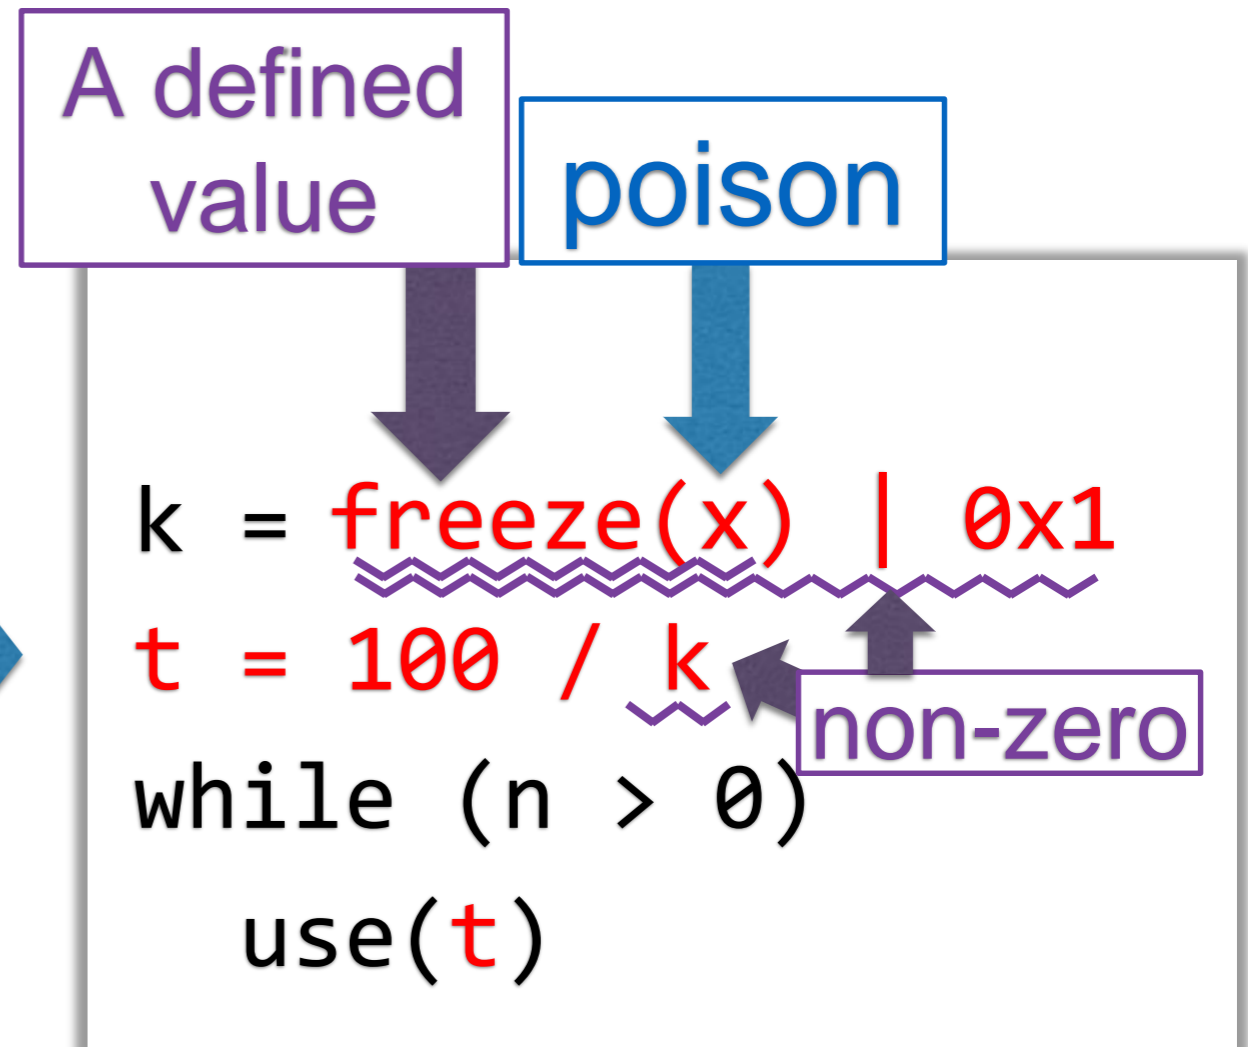 A defined
value
poison
k = freeze(x) | 0x1
t = 100 / k
non-zero
while (n > 0)
use(t)